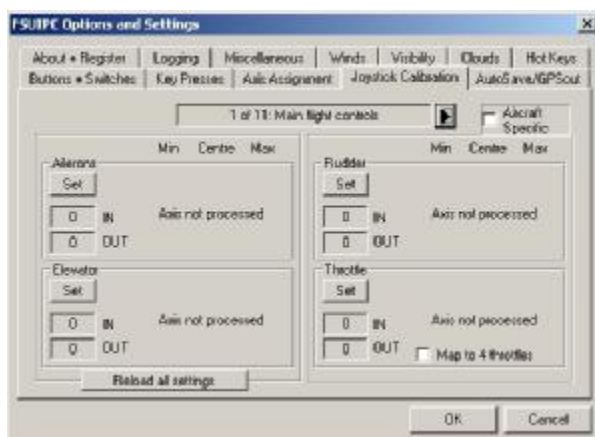 FSUIPC Options and Settings
About + Register Logging Miscellaneous Winds Visibility Clouds Hot Keys
Buttons + Switches Key Presses Axis Assignment Joystick Calibration AutoSave/GPSout
1 of 11: Main flight controls
Aircraft
Specific
Min Centre Max
Ailerons
Set
0 IN Axis not processed
0 OUT
Min Centre Max
Rudder
Set
0 IN Axis not processed
0 OUT
Elevator
Set
0 IN Axis not processed
0 OUT
Throttle
Set
0 IN Axis not processed
0 OUT Map to 4 throttles
Reload all settings
OK Cancel